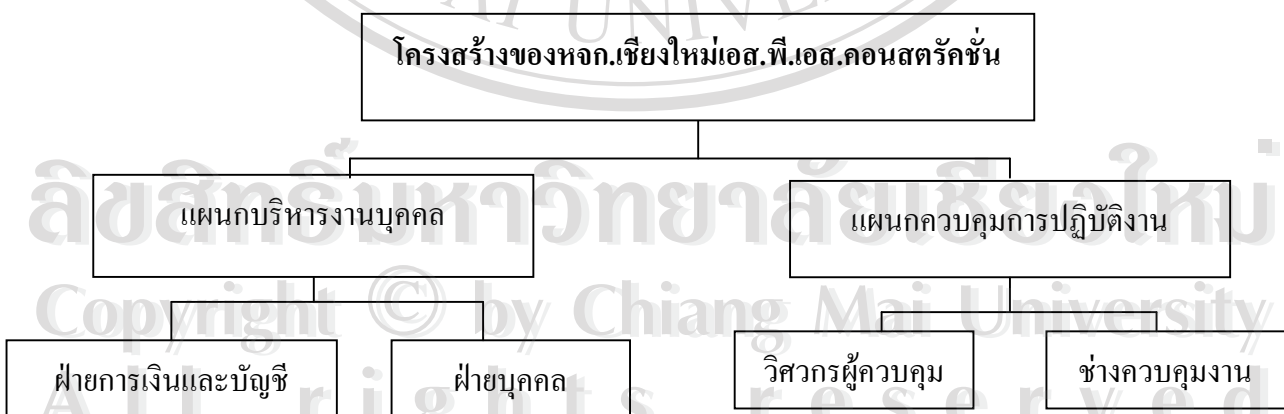 MAI UNIVE
โครงสร้างของหจก.เชียงใหม่เอส.พี.เอส.คอนสตรัคชั่น
ลิขสิทธิ์มหาวิทยาลัยเชียงใหม่
แผนกบริหารงานบุคคล
แผนกควบคุมการปฏิบัติงาน
Copyright © by Chiang Mai University
ฝ่ายการเงินและบัญชี
ฝ่ายบุคคล
วิศวกรผู้ควบคุม
ช่างควบคุมงาน
All rights reserved